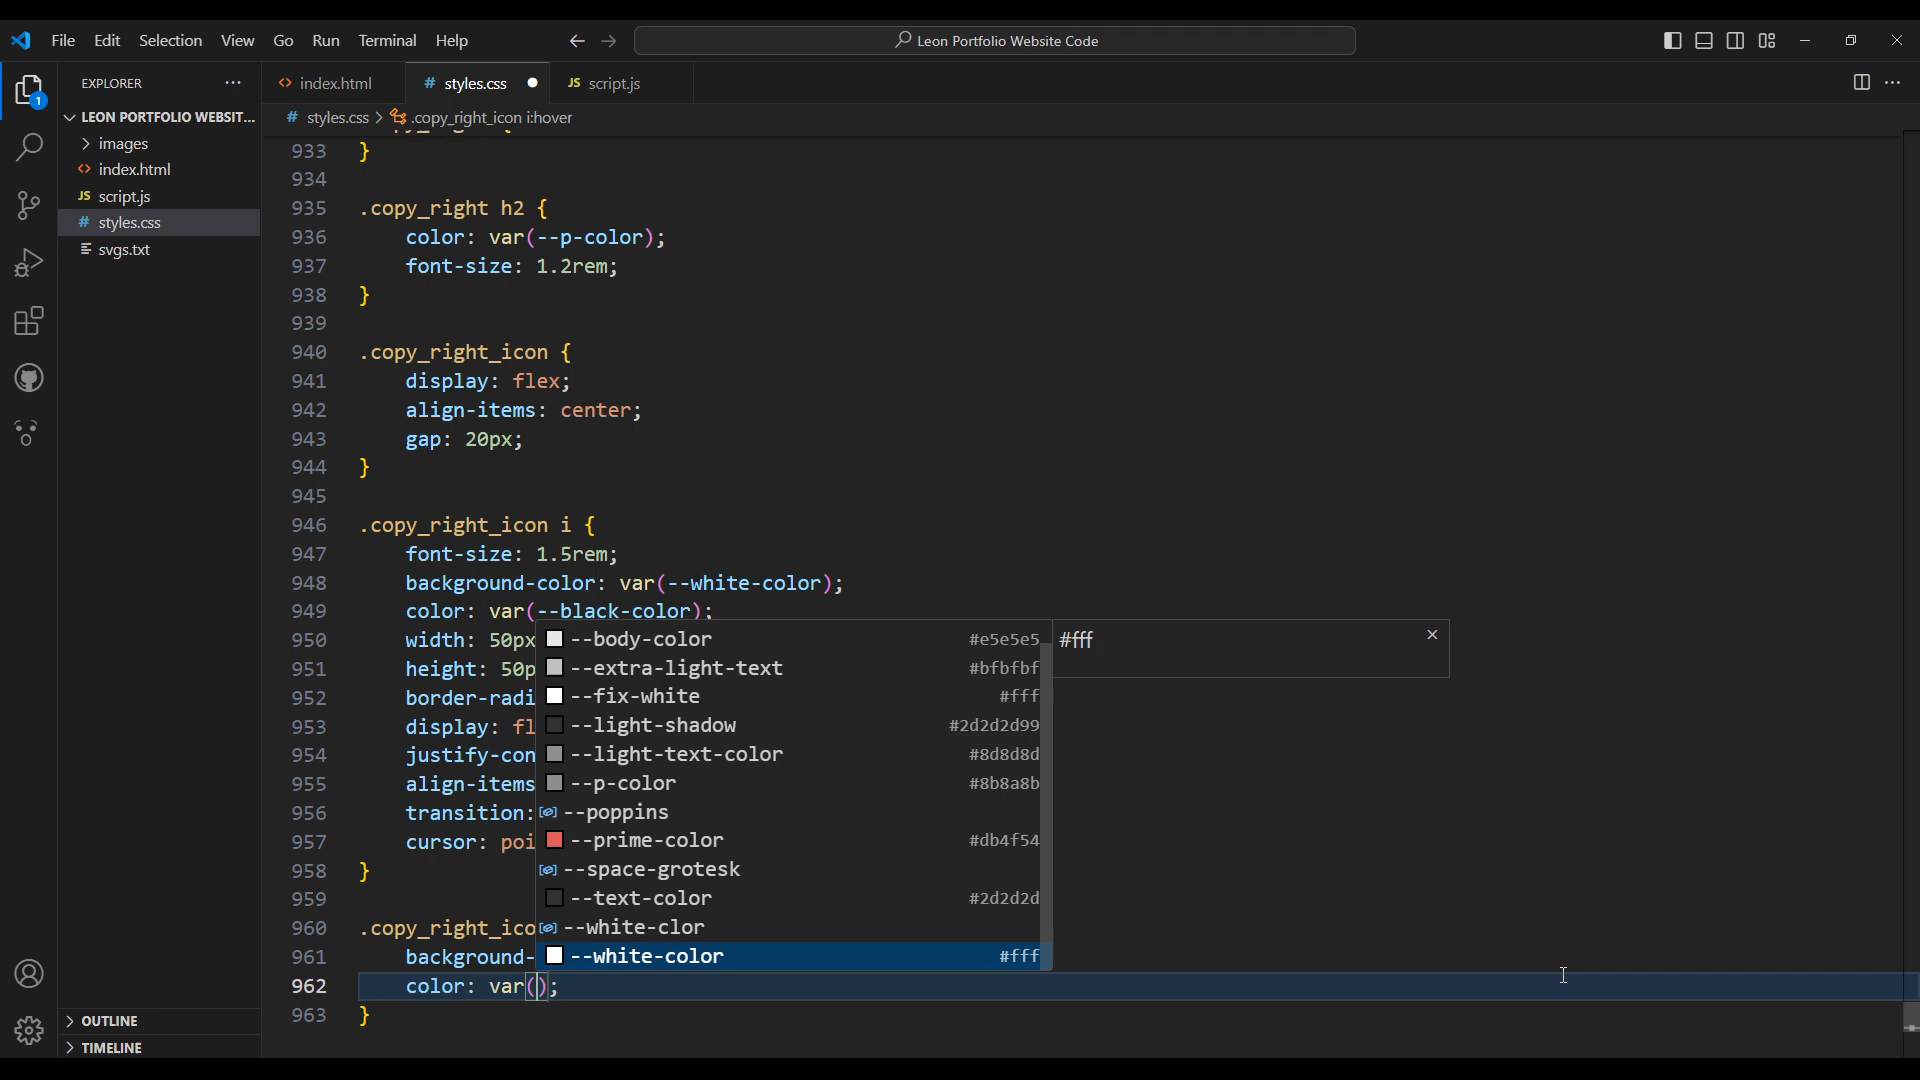 File Edit Selection View Go Run Terminal Help
Leon Portfolio Website Code
EXPLORER
1
LEON PORTFOLIO WEBSIT...
images
index.html
script.js
styles.css
svgs.txt
OUTLINE
TIMELINE
index.html
styles.css
script.js
styles.css > .copy_right_icon i:hover
933 }
934
935 .copy_right h2 {
936 color: var(--p-color);
937 font-size: 1.2rem;
938 }
939
940 .copy_right_icon {
941 display: flex;
942 align-items: center;
943 gap: 20px;
944 }
945
946 .copy_right_icon i {
947 font-size: 1.5rem;
948 background-color: var(--white-color);
949 color: var(--black-color);
950 width: 50px
951 height: 50p
952 border-radi
953 display: fl
954 justify-con
955 align-items
956 transition:
957 cursor: poi
958 }
959
960 .copy_right_ico
961 background-
962 color: var();
963 }
--body-color #e5e5e5
--extra-light-text #bfbfbf
--fix-white #fff
--light-shadow #2d2d2d99
--light-text-color #8d8d8d
--p-color #8b8a8b
--poppins
--prime-color #db4f54
--space-grotesk
--text-color #2d2d2d
--white-clor
--white-color #fff
#fff